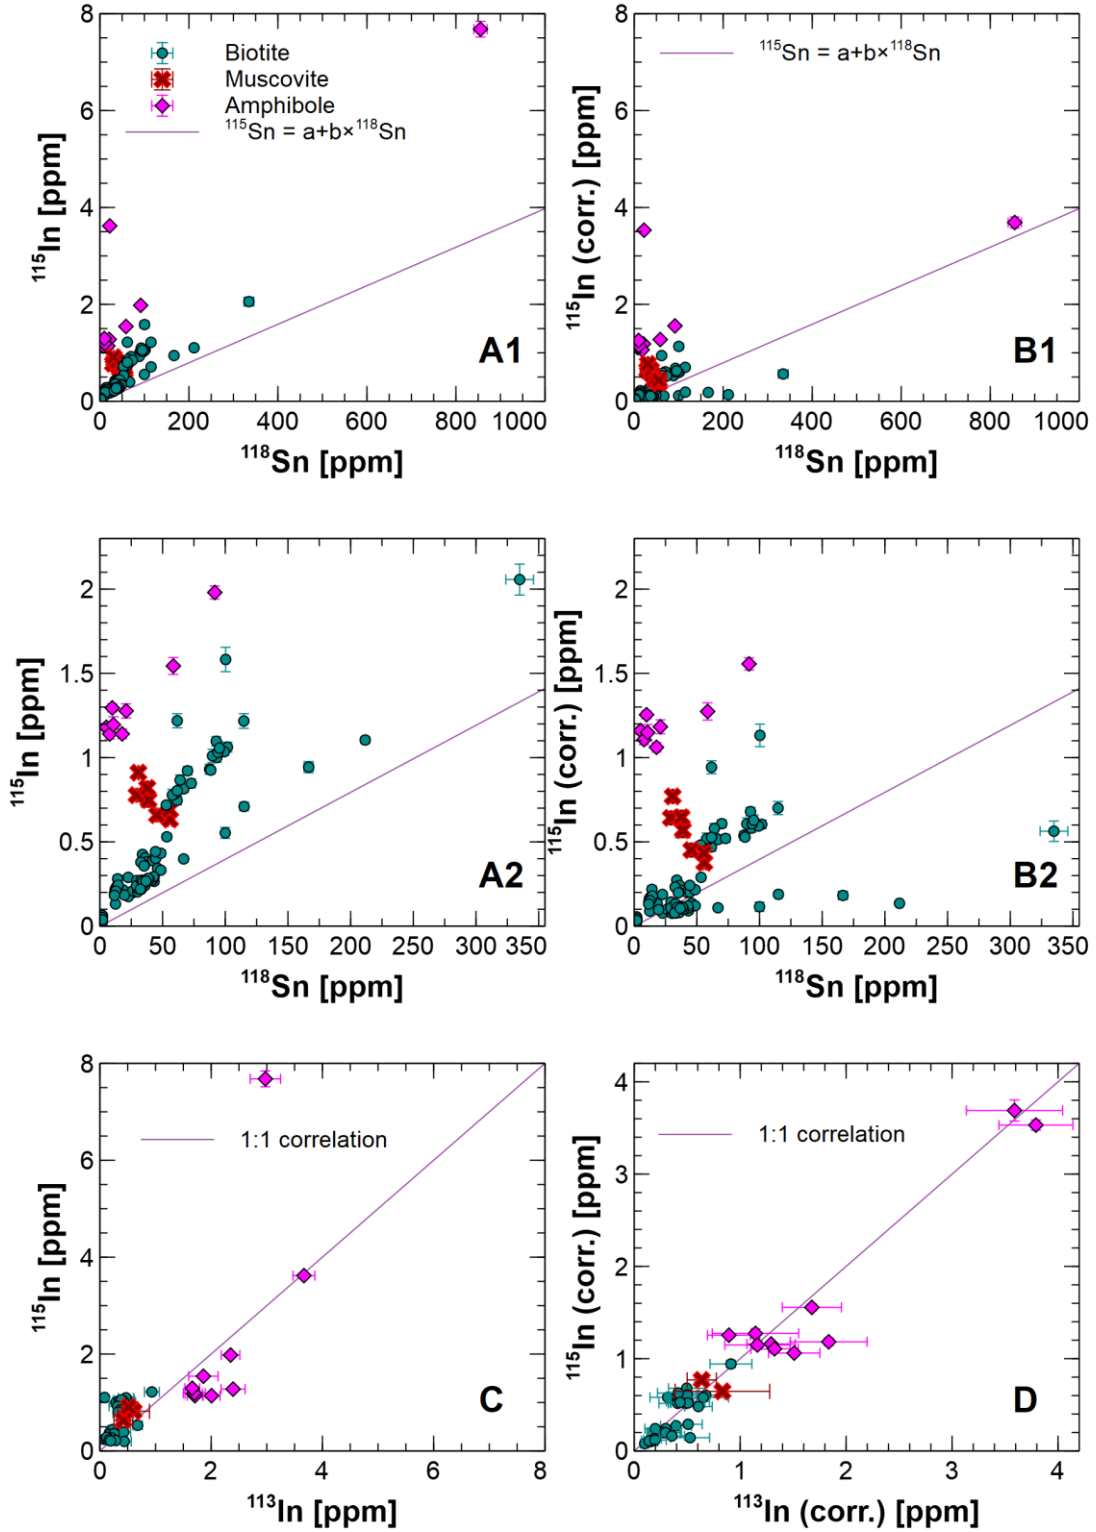 8
6
4
2
0
¹¹⁵In [ppm]
Biotite
Muscovite
Amphibole
¹¹⁵Sn = a+b×¹¹⁸Sn
A1
0 200 400 600 800 1000
¹¹⁸Sn [ppm]
8
6
4
2
0
¹¹⁵In (corr.) [ppm]
¹¹⁵Sn = a+b×¹¹⁸Sn
B1
0 200 400 600 800 1000
¹¹⁸Sn [ppm]
2
1.5
1
0.5
0
¹¹⁵In [ppm]
A2
0 50 100 150 200 250 300 350
¹¹⁸Sn [ppm]
2
1.5
1
0.5
0
¹¹⁵In (corr.) [ppm]
B2
0 50 100 150 200 250 300 350
¹¹⁸Sn [ppm]
8
6
4
2
0
¹¹⁵In [ppm]
1:1 correlation
C
0 2 4 6 8
¹¹³In [ppm]
4
3
2
1
0
¹¹⁵In (corr.) [ppm]
1:1 correlation
D
0 1 2 3 4
¹¹³In (corr.) [ppm]